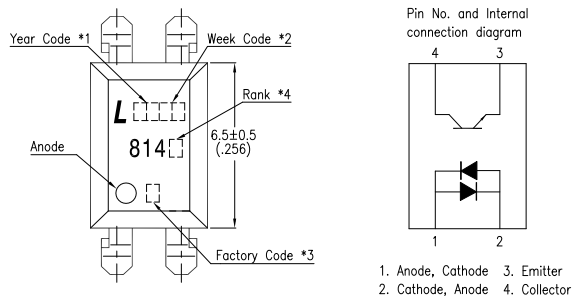 Year Code *1
Week Code *2
L
Rank *4
814
6.5±0.5
(.256)
Anode
Factory Code *3
Pin No. and Internal
connection diagram
4 3
1 2
1. Anode, Cathode 3. Emitter
2. Cathode, Anode 4. Collector